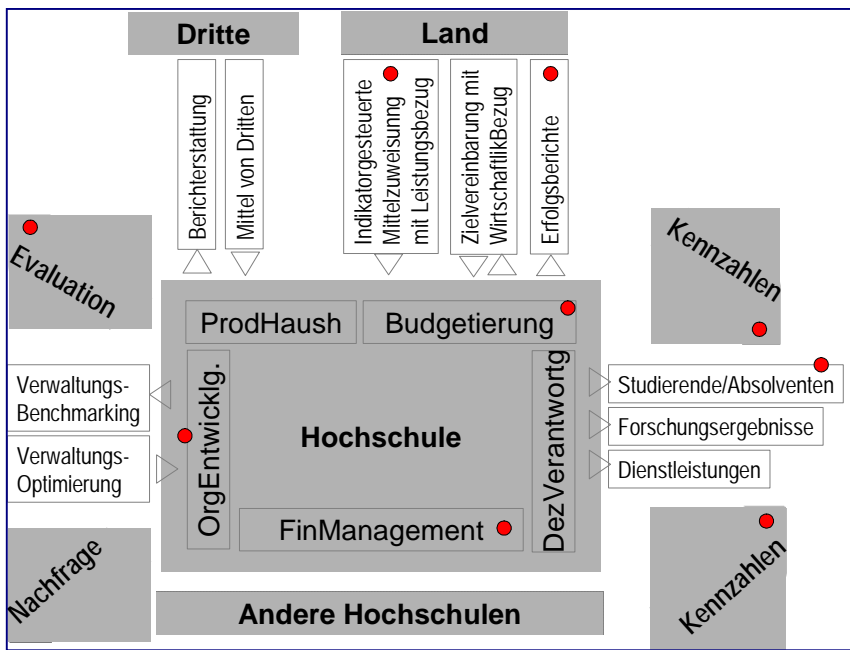 Dritte
Land
Berichterstattung
Mittel von Dritten
Indikatorgesteuerte
Mittelzuweisunng
mit Leistungsbezug
Zielvereinbarung mit
WirtschaftlikBezug
Erfolgsberichte
Evaluation
Kennzahlen
ProdHaush
Budgetierung
Verwaltungs-
Benchmarking
Verwaltungs-
Optimierung
OrgEntwicklg.
Hochschule
DezVerantwortg
Studierende/Absolventen
Forschungsergebnisse
Dienstleistungen
FinManagement
Nachfrage
Kennzahlen
Andere Hochschulen